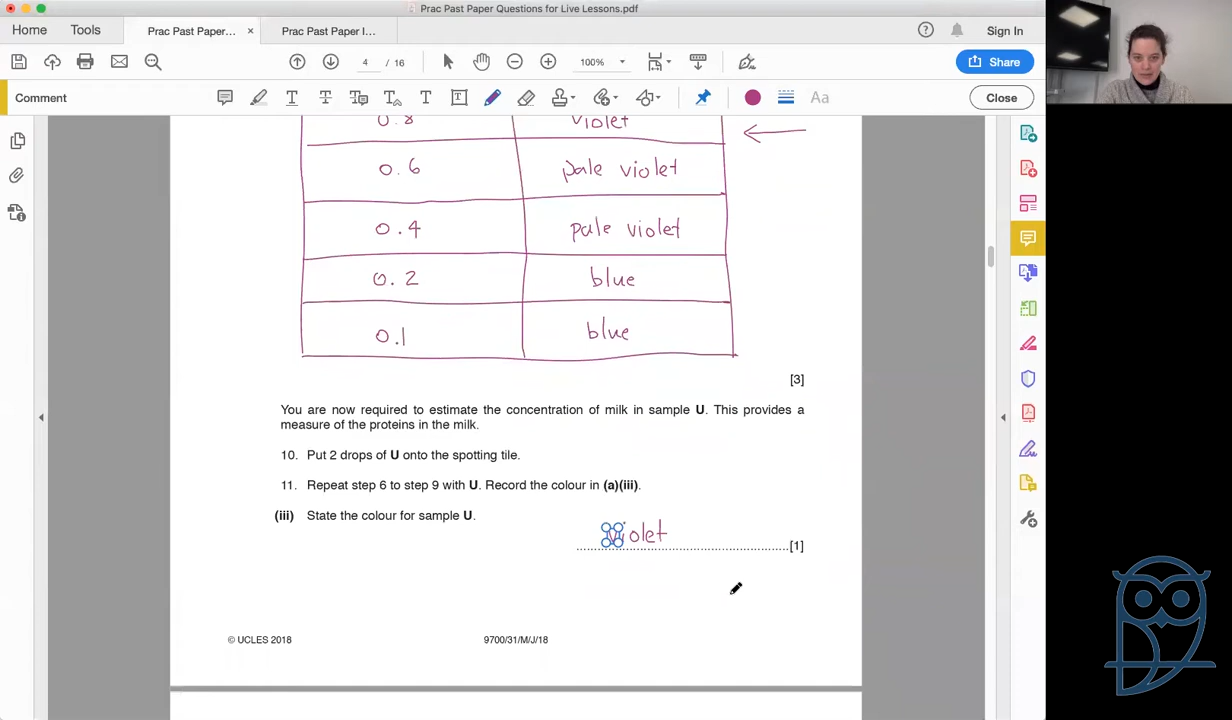 Prac Past Paper Questions for Live Lessons.pdf
Home Tools Prac Past Paper... × Prac Past Paper I... Sign In
4 / 16 100% Share
Comment Close
0.8 violet
0.6 pale violet
0.4 pale violet
0.2 blue
0.1 blue
[3]
You are now required to estimate the concentration of milk in sample U. This provides a
measure of the proteins in the milk.
10. Put 2 drops of U onto the spotting tile.
11. Repeat step 6 to step 9 with U. Record the colour in (a)(iii).
(iii) State the colour for sample U.
violet
[1]
© UCLES 2018 9700/31/M/J/18